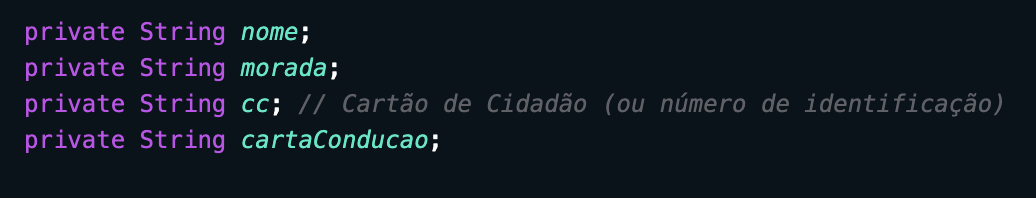 private String nome;
private String morada;
private String cc; // Cartão de Cidadão (ou número de identificação)
private String cartaConducao;